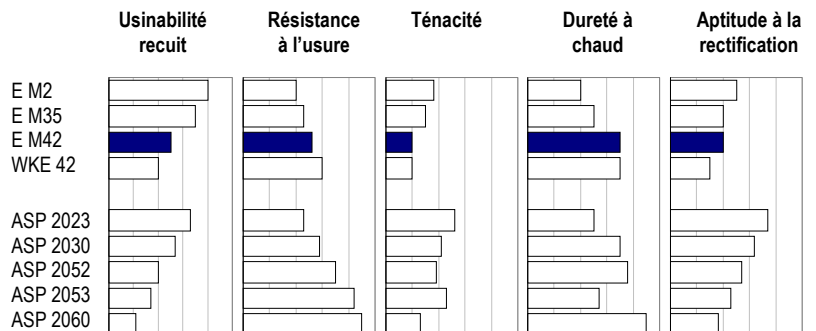 Usinabilité Résistance Ténacité Dureté à Aptitude à la
recuit à l’usure chaud rectification
E M2
E M35
E M42
WKE 42
ASP 2023
ASP 2030
ASP 2052
ASP 2053
ASP 2060